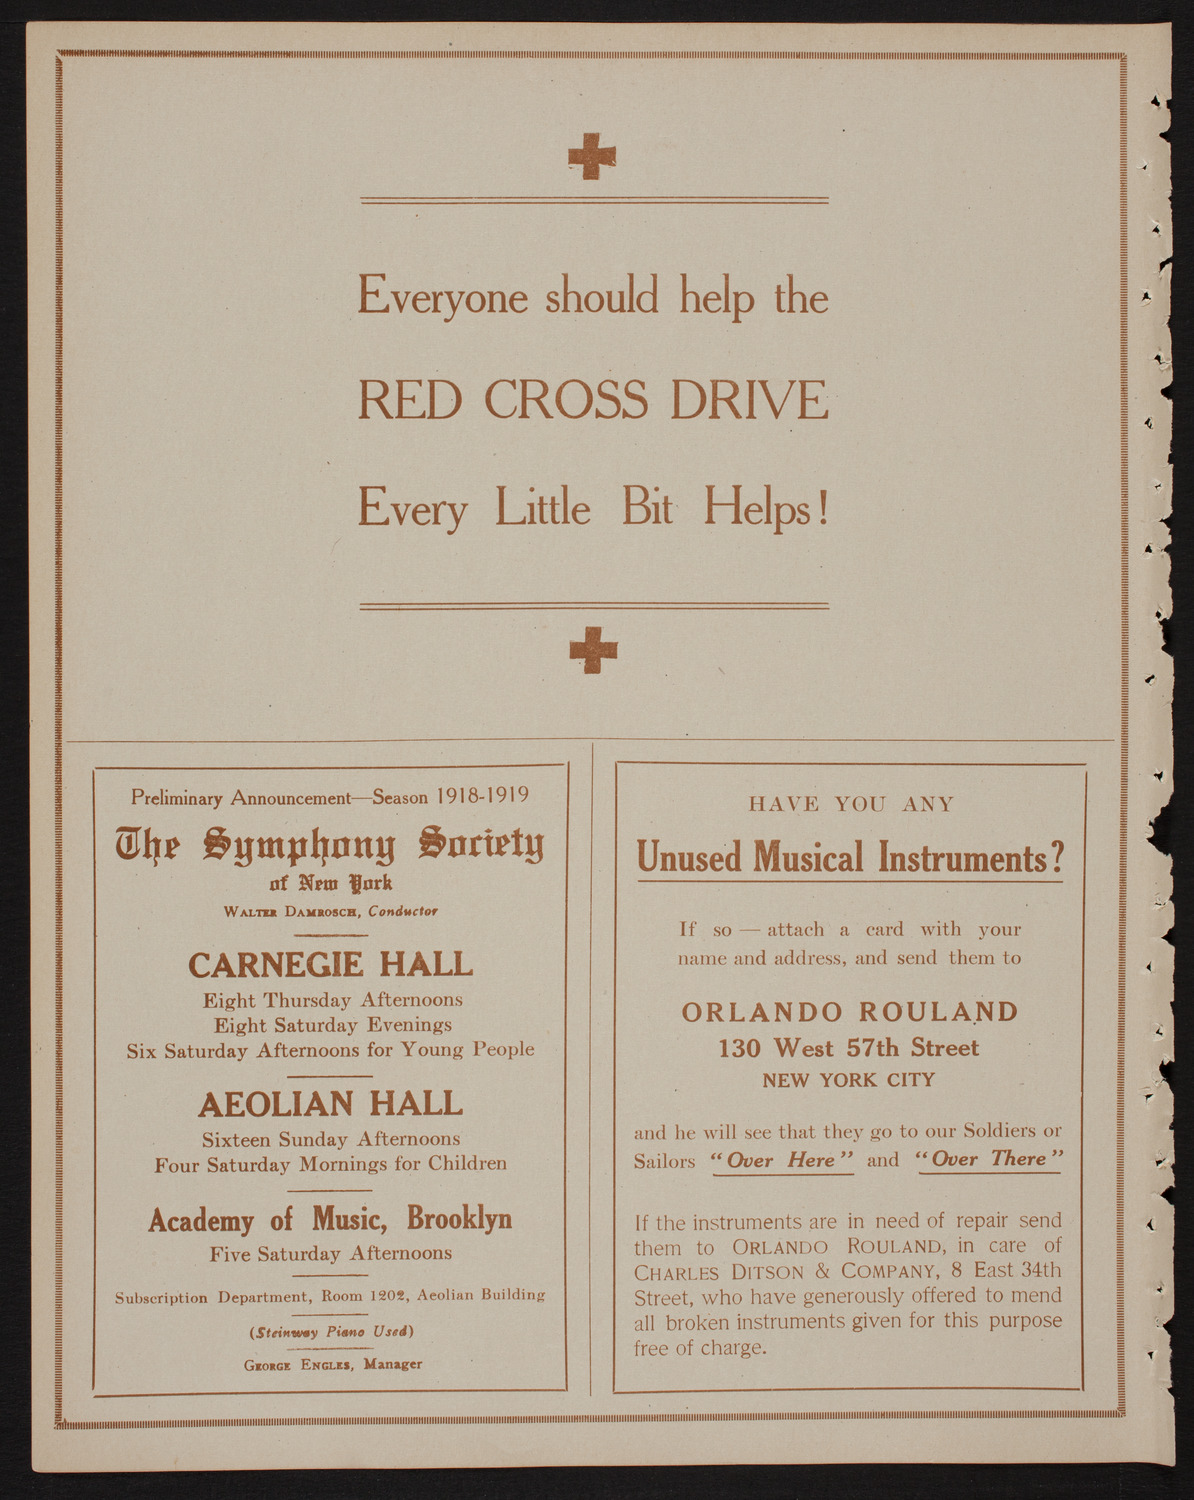 Everyone should help the
RED CROSS DRIVE
Every Little Bit Helps!
Preliminary Announcement—Season 1918-1919
The Symphony Society
of New York
WALTER DAMROSCH, Conductor
CARNEGIE HALL
Eight Thursday Afternoons
Eight Saturday Evenings
Six Saturday Afternoons for Young People
AEOLIAN HALL
Sixteen Sunday Afternoons
Four Saturday Mornings for Children
Academy of Music, Brooklyn
Five Saturday Afternoons
Subscription Department, Room 1202, Aeolian Building
(Steinway Piano Used)
GEORGE ENGLES, Manager
HAVE YOU ANY
Unused Musical Instruments?
If so — attach a card with your
name and address, and send them to
ORLANDO ROULAND
130 West 57th Street
NEW YORK CITY
and he will see that they go to our Soldiers or
Sailors "Over Here" and "Over There"
If the instruments are in need of repair send
them to ORLANDO ROULAND, in care of
CHARLES DITSON & COMPANY, 8 East 34th
Street, who have generously offered to mend
all broken instruments given for this purpose
free of charge.